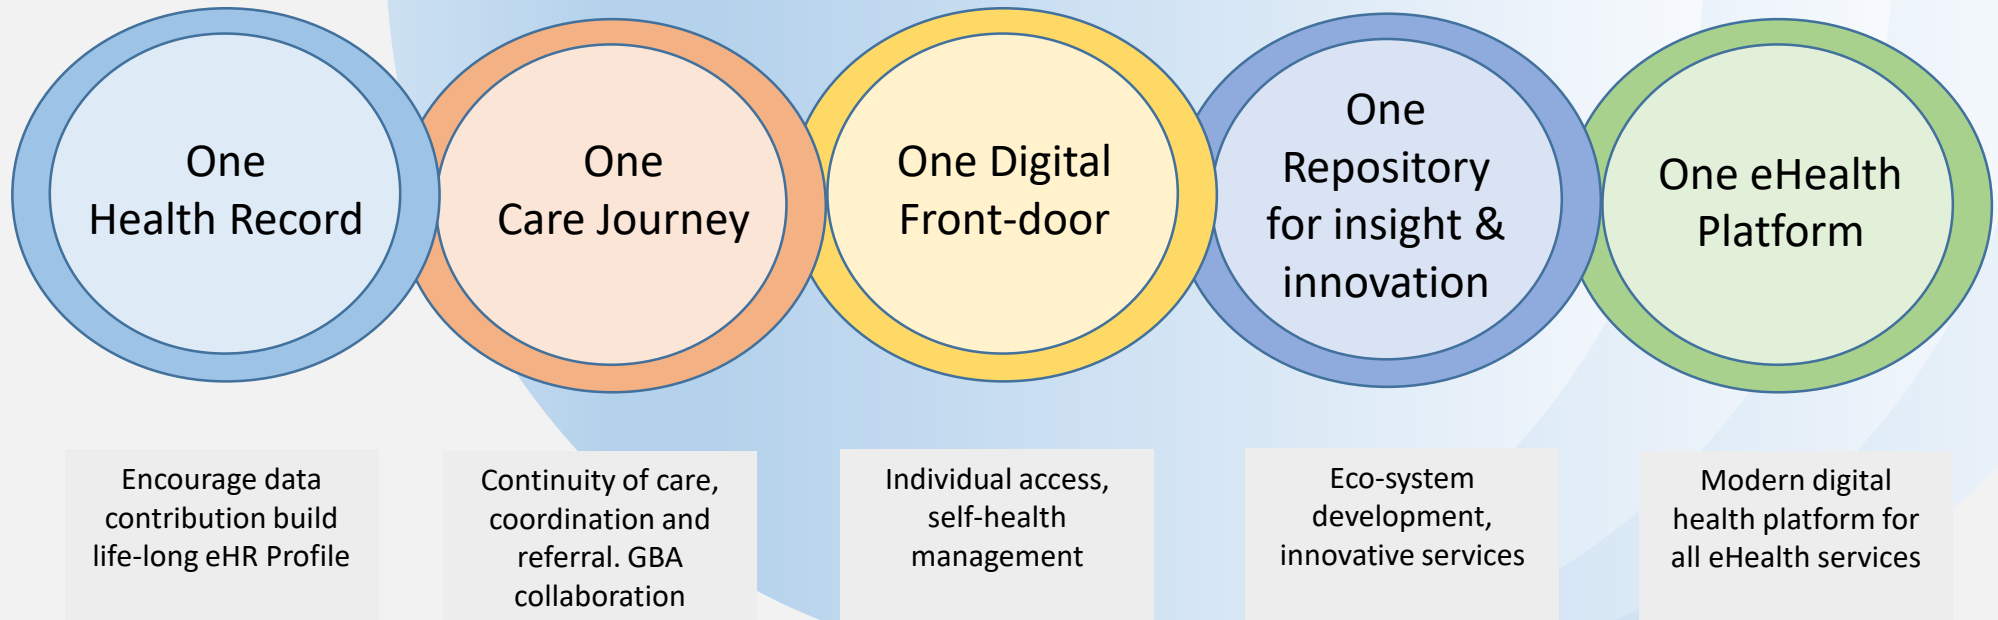 One
Health Record
One
Care Journey
One Digital
Front-door
One
Repository
for insight &
innovation
One eHealth
Platform
Encourage data
contribution build
life-long eHR Profile
Continuity of care,
coordination and
referral. GBA
collaboration
Individual access,
self-health
management
Eco-system
development,
innovative services
Modern digital
health platform for
all eHealth services